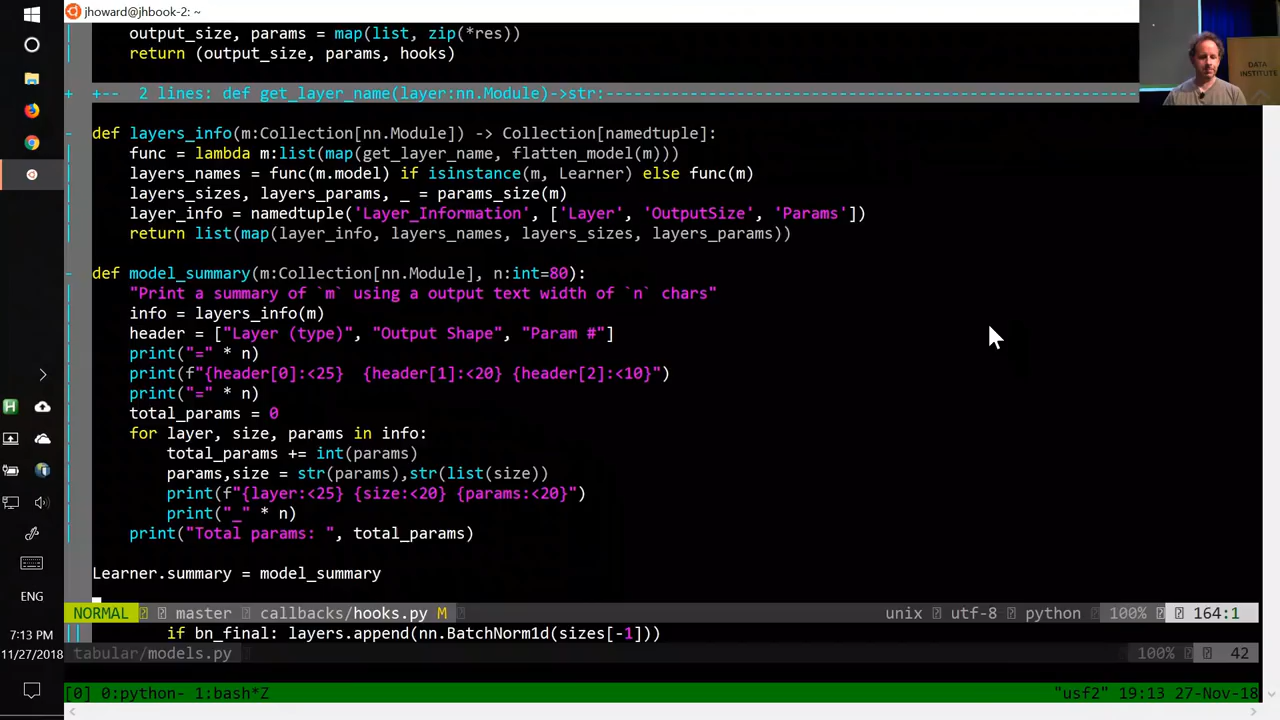 jhoward@jhbook-2: ~
DATA
INSTITUTE
output_size, params = map(list, zip(*res))
return (output_size, params, hooks)
+ +--  2 lines: def get_layer_name(layer:nn.Module)->str:---------------------------------------------------------
- def layers_info(m:Collection[nn.Module]) -> Collection[namedtuple]:
func = lambda m:list(map(get_layer_name, flatten_model(m)))
layers_names = func(m.model) if isinstance(m, Learner) else func(m)
layers_sizes, layers_params, _ = params_size(m)
layer_info = namedtuple('Layer_Information', ['Layer', 'OutputSize', 'Params'])
return list(map(layer_info, layers_names, layers_sizes, layers_params))
- def model_summary(m:Collection[nn.Module], n:int=80):
"Print a summary of `m` using a output text width of `n` chars"
info = layers_info(m)
header = ["Layer (type)", "Output Shape", "Param #"]
print("=" * n)
print(f"{header[0]:<25}  {header[1]:<20} {header[2]:<10}")
print("=" * n)
total_params = 0
for layer, size, params in info:
total_params += int(params)
params,size = str(params),str(list(size))
print(f"{layer:<25} {size:<20} {params:<20}")
print("_" * n)
print("Total params: ", total_params)
Learner.summary = model_summary
NORMAL master callbacks/hooks.py M unix utf-8 python 100% 164:1
if bn_final: layers.append(nn.BatchNorm1d(sizes[-1]))
tabular/models.py 100% 42
[0] 0:python- 1:bash*Z "usf2" 19:13 27-Nov-18
ENG
7:13 PM
11/27/2018